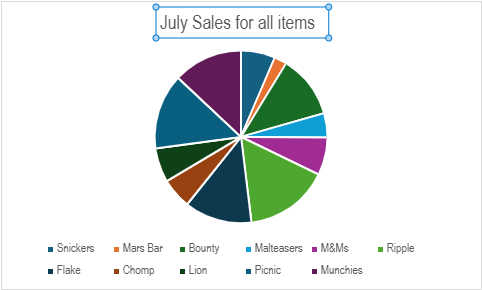 July Sales for all items
Snickers Mars Bar Bounty Malteasers M&Ms Ripple
Flake Chomp Lion Picnic Munchies